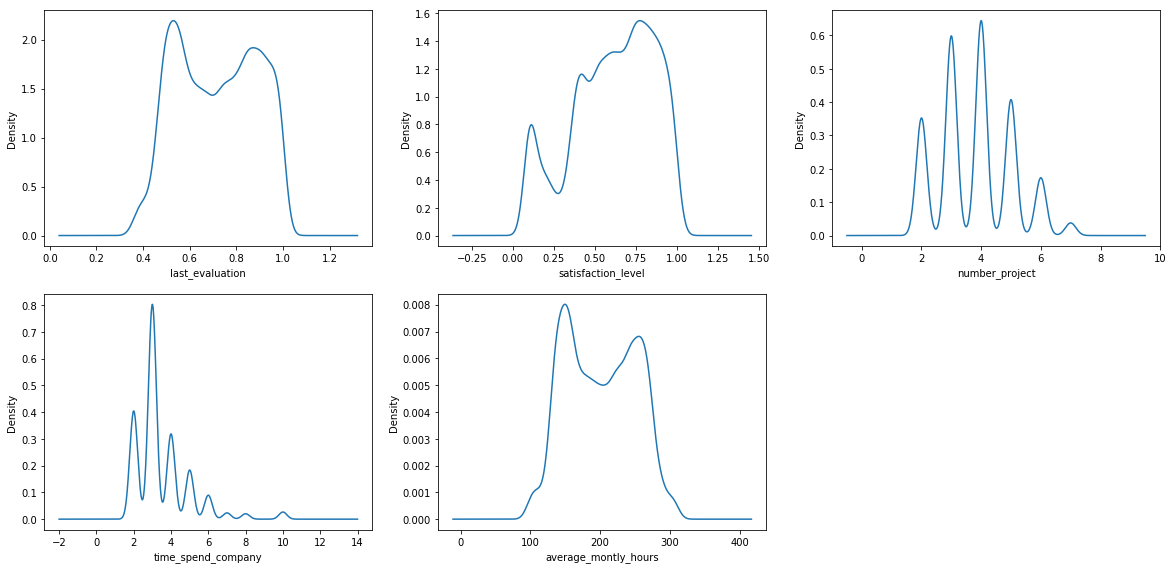 2.0
1.5
1.0
0.5
0.0
Density
0.0 0.2 0.4 0.6 0.8 1.0 1.2
last_evaluation
1.6
1.4
1.2
1.0
0.8
0.6
0.4
0.2
0.0
Density
−0.25 0.00 0.25 0.50 0.75 1.00 1.25 1.50
satisfaction_level
0.6
0.5
0.4
0.3
0.2
0.1
0.0
Density
0 2 4 6 8 10
number_project
0.8
0.7
0.6
0.5
0.4
0.3
0.2
0.1
0.0
Density
−2 0 2 4 6 8 10 12 14
time_spend_company
0.008
0.007
0.006
0.005
0.004
0.003
0.002
0.001
0.000
Density
0 100 200 300 400
average_montly_hours